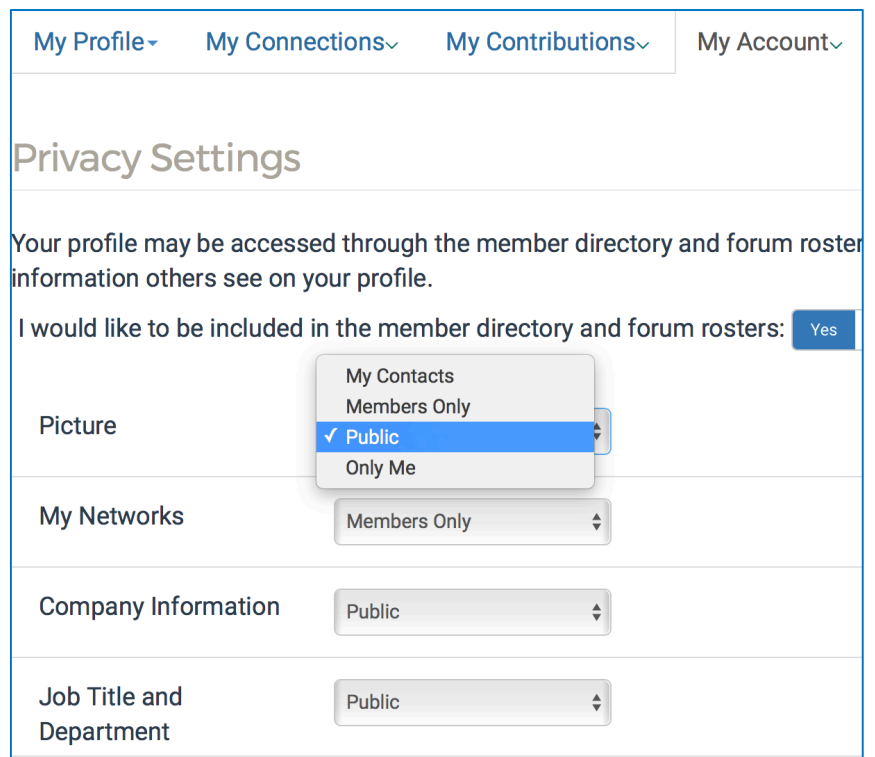 My Profile My Connections My Contributions My Account
Privacy Settings
Your profile may be accessed through the member directory and forum roster
information others see on your profile.
I would like to be included in the member directory and forum rosters: Yes
Picture
My Contacts
Members Only
✓ Public
Only Me
My Networks Members Only
Company Information Public
Job Title and Public
Department